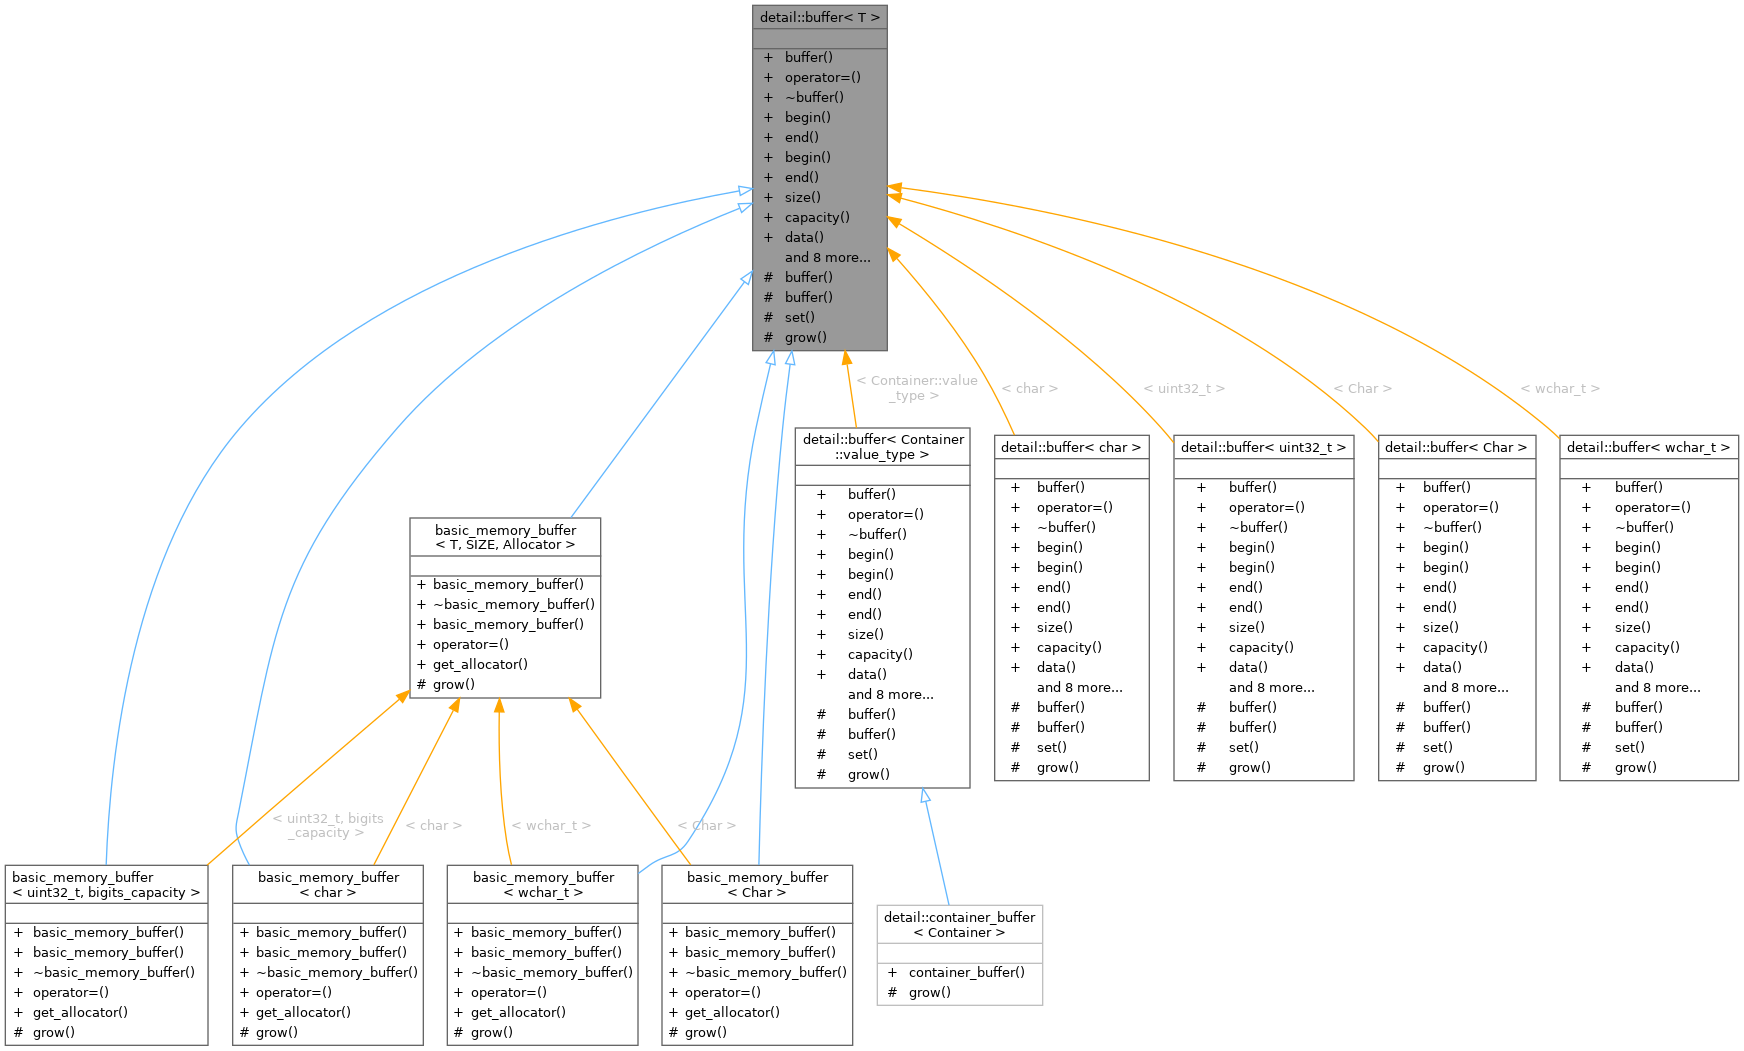 detail::buffer< T >
+ buffer()
+ operator=()
+ ~buffer()
+ begin()
+ end()
+ begin()
+ end()
+ size()
+ capacity()
+ data()
and 8 more...
# buffer()
# buffer()
# set()
# grow()
< Container::value
_type >
< char >
< uint32_t >
< Char >
< wchar_t >
basic_memory_buffer
< T, SIZE, Allocator >
+ basic_memory_buffer()
+ ~basic_memory_buffer()
+ basic_memory_buffer()
+ operator=()
+ get_allocator()
# grow()
detail::buffer< Container
::value_type >
+ buffer()
+ operator=()
+ ~buffer()
+ begin()
+ begin()
+ end()
+ end()
+ size()
+ capacity()
+ data()
and 8 more...
# buffer()
# buffer()
# set()
# grow()
detail::buffer< char >
+ buffer()
+ operator=()
+ ~buffer()
+ begin()
+ begin()
+ end()
+ end()
+ size()
+ capacity()
+ data()
and 8 more...
# buffer()
# buffer()
# set()
# grow()
detail::buffer< uint32_t >
+ buffer()
+ operator=()
+ ~buffer()
+ begin()
+ begin()
+ end()
+ end()
+ size()
+ capacity()
+ data()
and 8 more...
# buffer()
# buffer()
# set()
# grow()
detail::buffer< Char >
+ buffer()
+ operator=()
+ ~buffer()
+ begin()
+ begin()
+ end()
+ end()
+ size()
+ capacity()
+ data()
and 8 more...
# buffer()
# buffer()
# set()
# grow()
detail::buffer< wchar_t >
+ buffer()
+ operator=()
+ ~buffer()
+ begin()
+ begin()
+ end()
+ end()
+ size()
+ capacity()
+ data()
and 8 more...
# buffer()
# buffer()
# set()
# grow()
< uint32_t, bigits
_capacity >
< char >
< wchar_t >
< Char >
basic_memory_buffer
< uint32_t, bigits_capacity >
+ basic_memory_buffer()
+ basic_memory_buffer()
+ ~basic_memory_buffer()
+ operator=()
+ get_allocator()
# grow()
basic_memory_buffer
< char >
+ basic_memory_buffer()
+ basic_memory_buffer()
+ ~basic_memory_buffer()
+ operator=()
+ get_allocator()
# grow()
basic_memory_buffer
< wchar_t >
+ basic_memory_buffer()
+ basic_memory_buffer()
+ ~basic_memory_buffer()
+ operator=()
+ get_allocator()
# grow()
basic_memory_buffer
< Char >
+ basic_memory_buffer()
+ basic_memory_buffer()
+ ~basic_memory_buffer()
+ operator=()
+ get_allocator()
# grow()
detail::container_buffer
< Container >
+ container_buffer()
# grow()